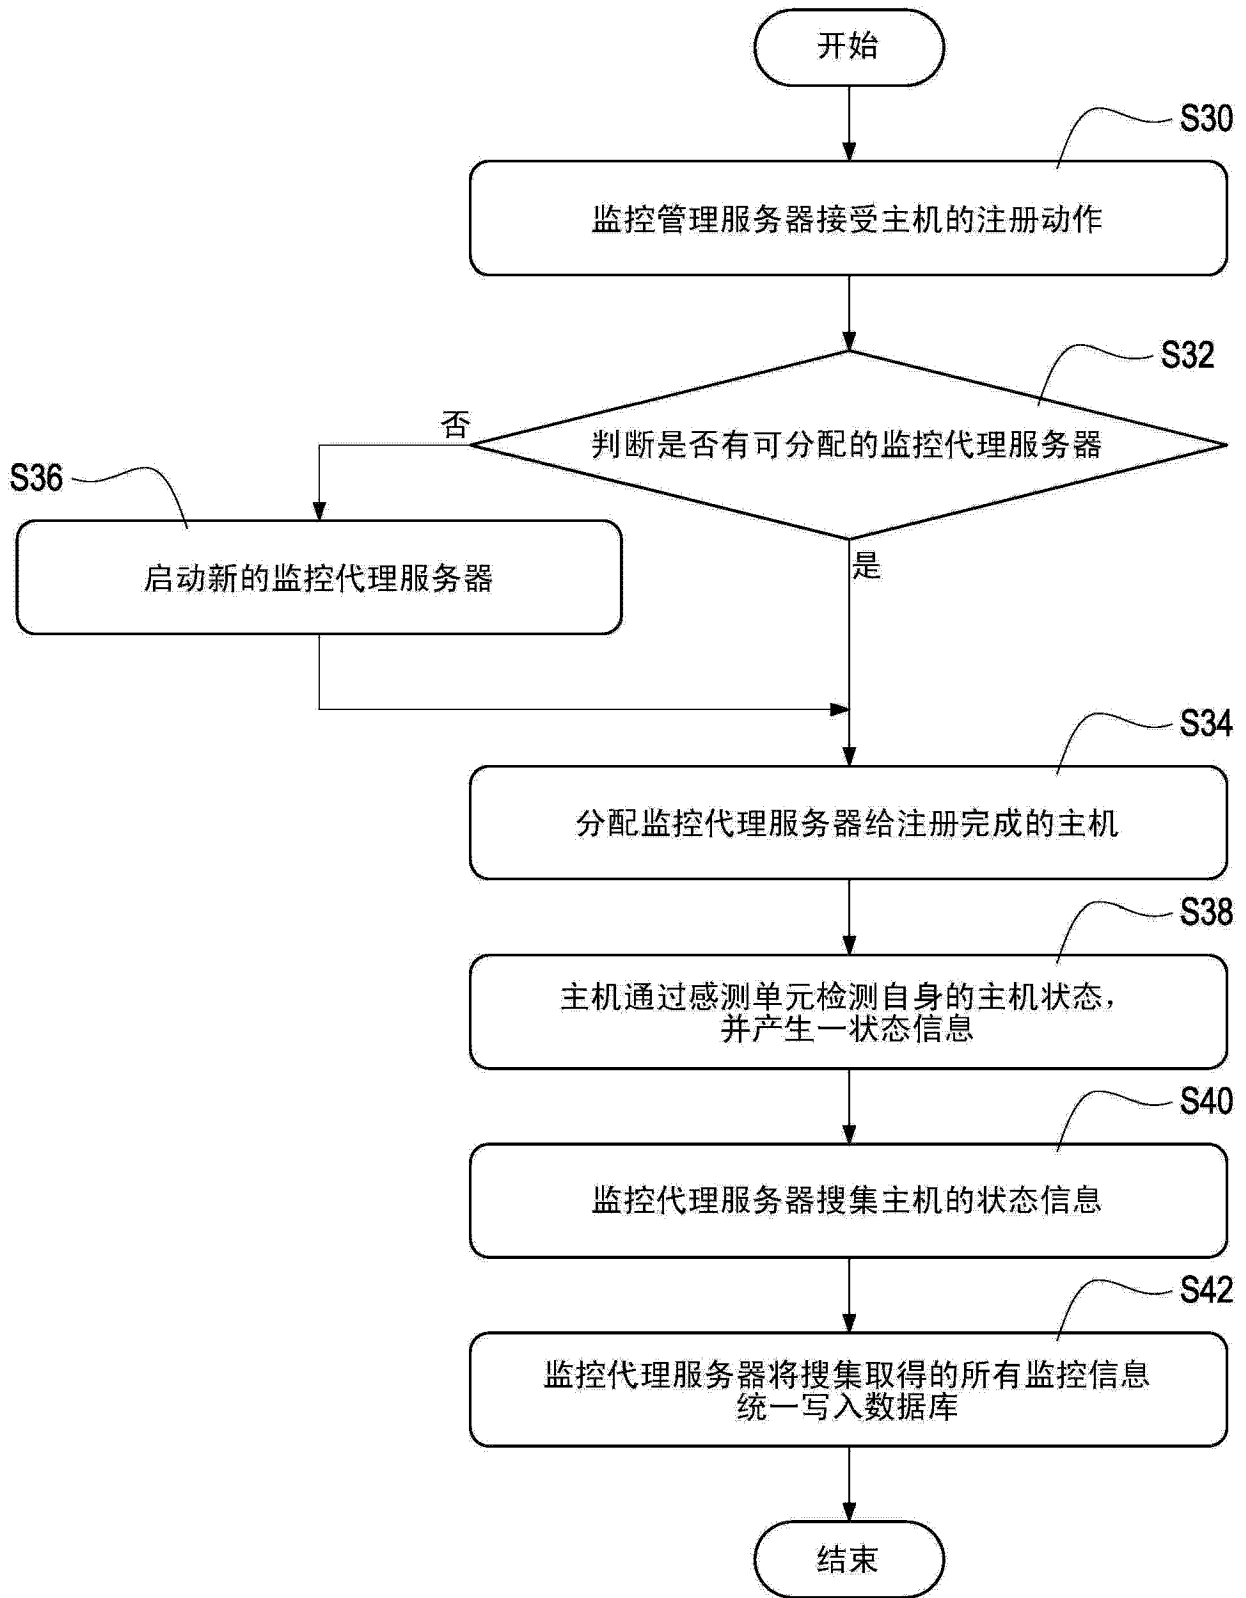 开始
S30
监控管理服务器接受主机的注册动作
S32
判断是否有可分配的监控代理服务器
否
S36
启动新的监控代理服务器
是
S34
分配监控代理服务器给注册完成的主机
S38
主机通过感测单元检测自身的主机状态，
并产生一状态信息
S40
监控代理服务器搜集主机的状态信息
S42
监控代理服务器将搜集取得的所有监控信息
统一写入数据库
结束